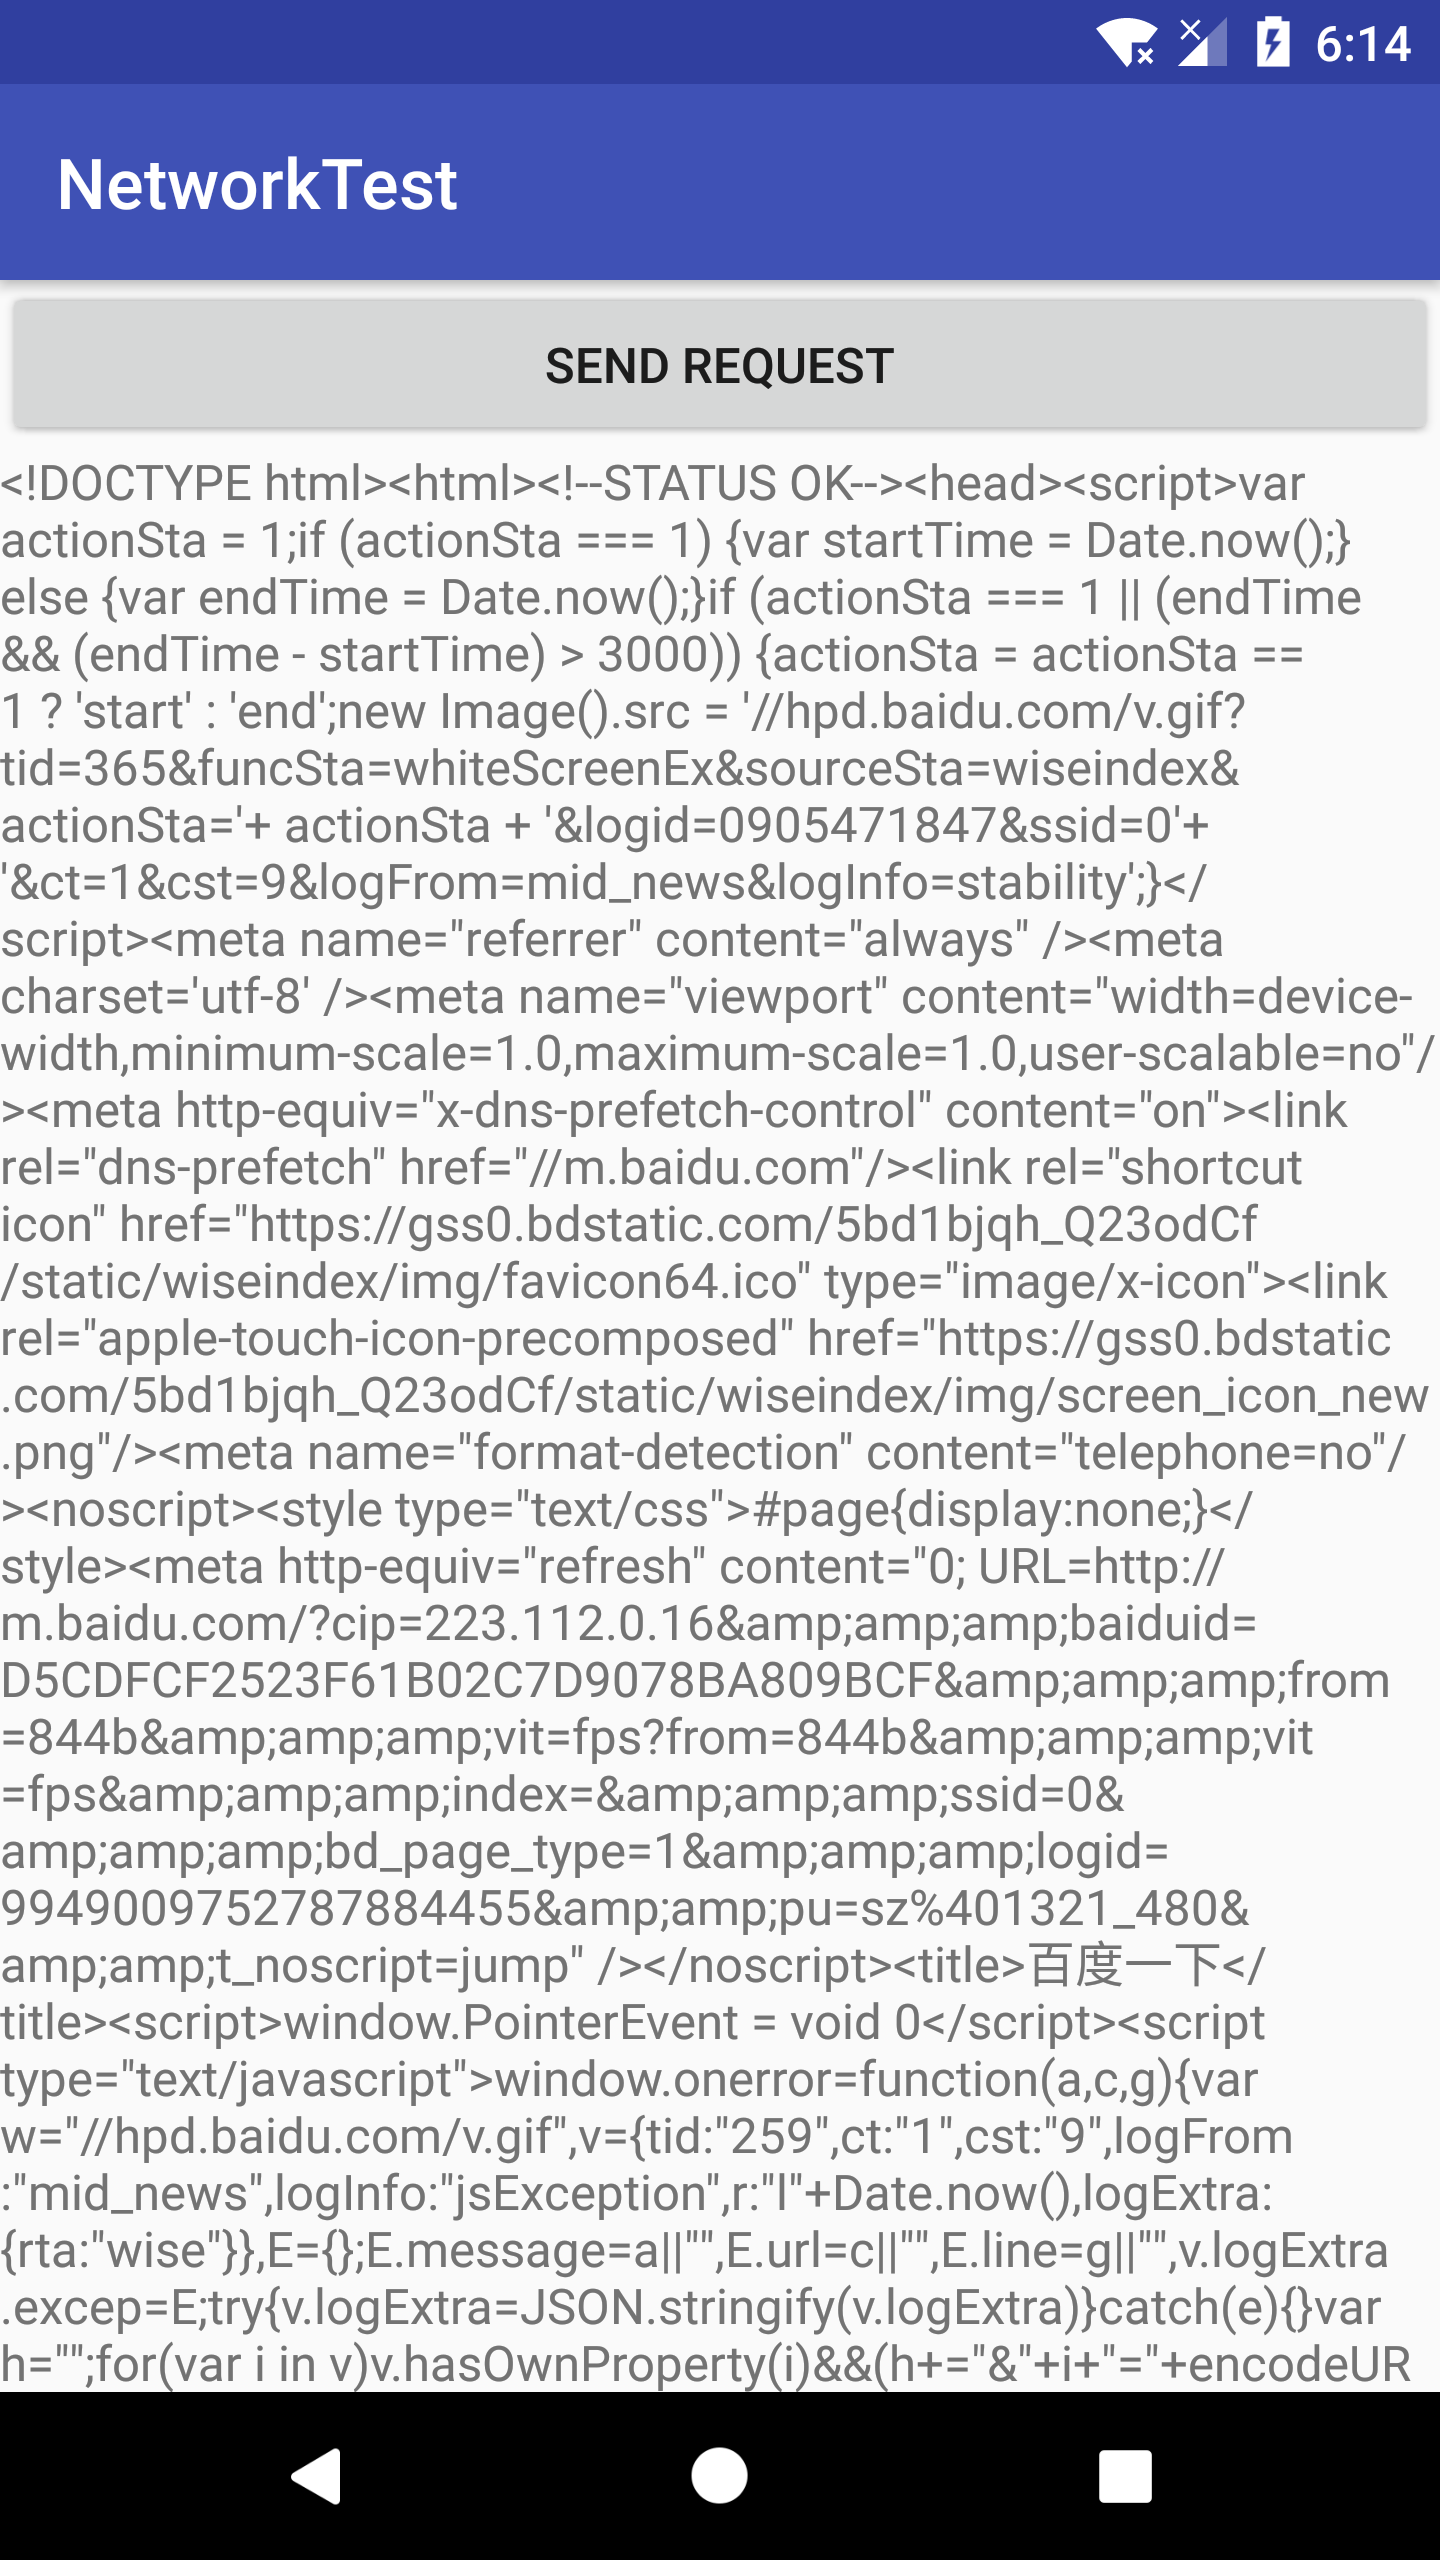 6:14
NetworkTest
SEND REQUEST
<!DOCTYPE html><html><!--STATUS OK--><head><script>var
actionSta = 1;if (actionSta === 1) {var startTime = Date.now();}
else {var endTime = Date.now();}if (actionSta === 1 || (endTime
&& (endTime - startTime) > 3000)) {actionSta = actionSta ==
1 ? 'start' : 'end';new Image().src = '//hpd.baidu.com/v.gif?
tid=365&funcSta=whiteScreenEx&sourceSta=wiseindex&
actionSta='+ actionSta + '&logid=0905471847&ssid=0'+
'&ct=1&cst=9&logFrom=mid_news&logInfo=stability';}</
script><meta name="referrer" content="always" /><meta
charset='utf-8' /><meta name="viewport" content="width=device-
width,minimum-scale=1.0,maximum-scale=1.0,user-scalable=no"/
><meta http-equiv="x-dns-prefetch-control" content="on"><link
rel="dns-prefetch" href="//m.baidu.com"/><link rel="shortcut
icon" href="https://gss0.bdstatic.com/5bd1bjqh_Q23odCf
/static/wiseindex/img/favicon64.ico" type="image/x-icon"><link
rel="apple-touch-icon-precomposed" href="https://gss0.bdstatic
.com/5bd1bjqh_Q23odCf/static/wiseindex/img/screen_icon_new
.png"/><meta name="format-detection" content="telephone=no"/
><noscript><style type="text/css">#page{display:none;}</
style><meta http-equiv="refresh" content="0; URL=http://
m.baidu.com/?cip=223.112.0.16&amp;amp;amp;baiduid=
D5CDFCF2523F61B02C7D9078BA809BCF&amp;amp;amp;from
=844b&amp;amp;amp;vit=fps?from=844b&amp;amp;amp;vit
=fps&amp;amp;amp;index=&amp;amp;amp;ssid=0&
amp;amp;amp;bd_page_type=1&amp;amp;amp;logid=
9949009752787884455&amp;amp;pu=sz%401321_480&
amp;amp;t_noscript=jump" /></noscript><title>百度一下</
title><script>window.PointerEvent = void 0</script><script
type="text/javascript">window.onerror=function(a,c,g){var
w="//hpd.baidu.com/v.gif",v={tid:"259",ct:"1",cst:"9",logFrom
:"mid_news",logInfo:"jsException",r:"l"+Date.now(),logExtra:
{rta:"wise"}},E={};E.message=a||"",E.url=c||"",E.line=g||"",v.logExtra
.excep=E;try{v.logExtra=JSON.stringify(v.logExtra)}catch(e){}var
h="";for(var i in v)v.hasOwnProperty(i)&&(h+="&"+i+"="+encodeUR